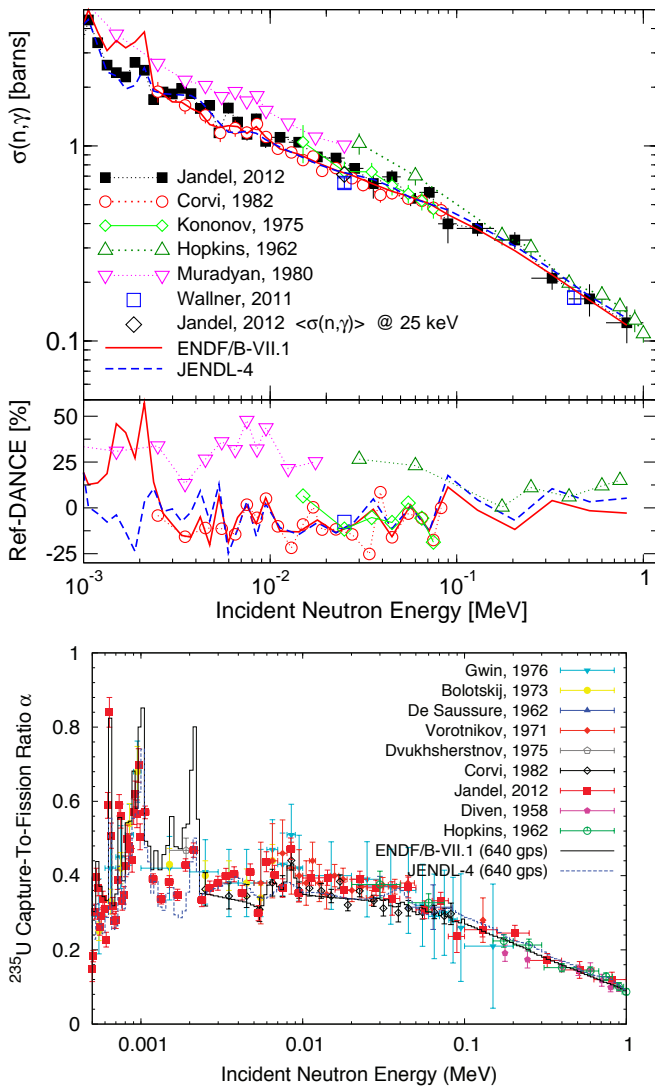 σ(n,γ) [barns]
1
0.1
Jandel, 2012
Corvi, 1982
Kononov, 1975
Hopkins, 1962
Muradyan, 1980
Wallner, 2011
Jandel, 2012 <σ(n,γ)> @ 25 keV
ENDF/B-VII.1
JENDL-4
Ref-DANCE [%]
50
25
0
-25
10-3
10-2
10-1
1
Incident Neutron Energy [MeV]
235U Capture-To-Fission Ratio α
1
0.8
0.6
0.4
0.2
0
Gwin, 1976
Bolotskij, 1973
De Saussure, 1962
Vorotnikov, 1971
Dvukhsherstnov, 1975
Corvi, 1982
Jandel, 2012
Diven, 1958
Hopkins, 1962
ENDF/B-VII.1 (640 gps)
JENDL-4 (640 gps)
0.001
0.01
0.1
1
Incident Neutron Energy (MeV)